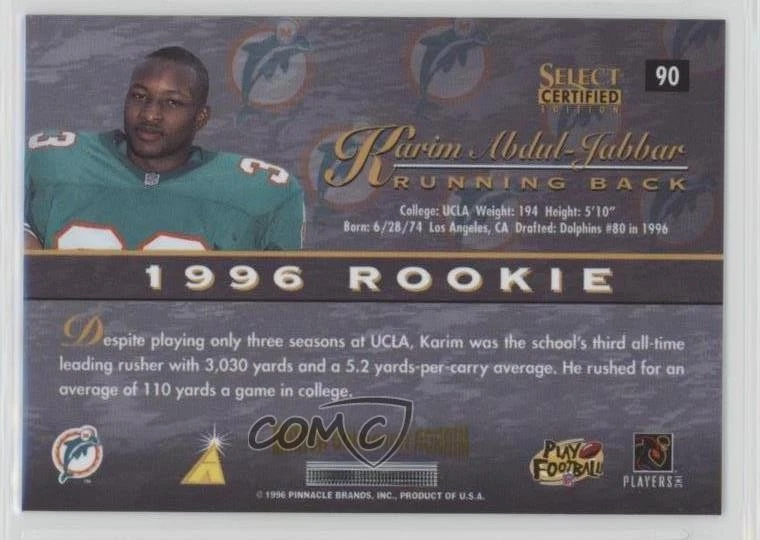 SELECT
CERTIFIED
EDITION
90
Karim Abdul-Jabbar
RUNNING BACK
College: UCLA Weight: 194 Height: 5'10"
Born: 6/28/74 Los Angeles, CA Drafted: Dolphins #80 in 1996
33
1996 ROOKIE
Despite playing only three seasons at UCLA, Karim was the school's third all-time
leading rusher with 3,030 yards and a 5.2 yards-per-carry average. He rushed for an
average of 110 yards a game in college.
COMC
TM
PLAY
FOOTBALL
PLAYERS INC
© 1996 PINNACLE BRANDS, INC., PRODUCT OF U.S.A.